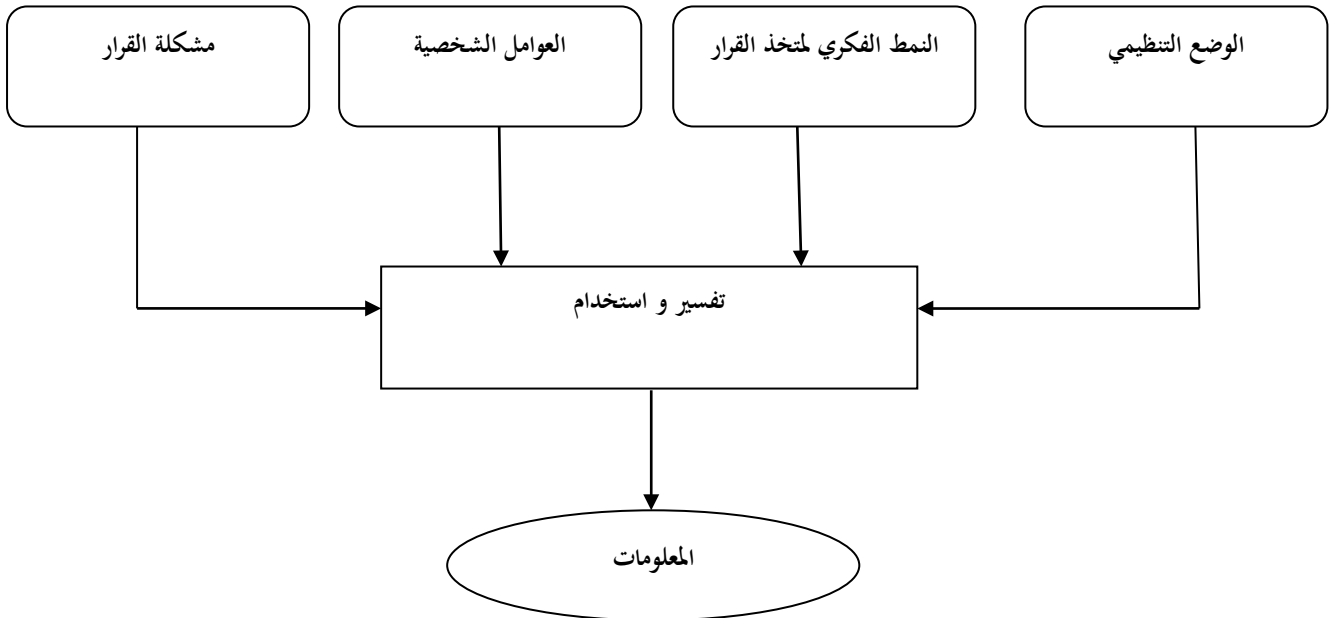 الوضع التنظيمي
النمط الفكري لمتخذ القرار
العوامل الشخصية
مشكلة القرار
تفسير و استخدام
المعلومات